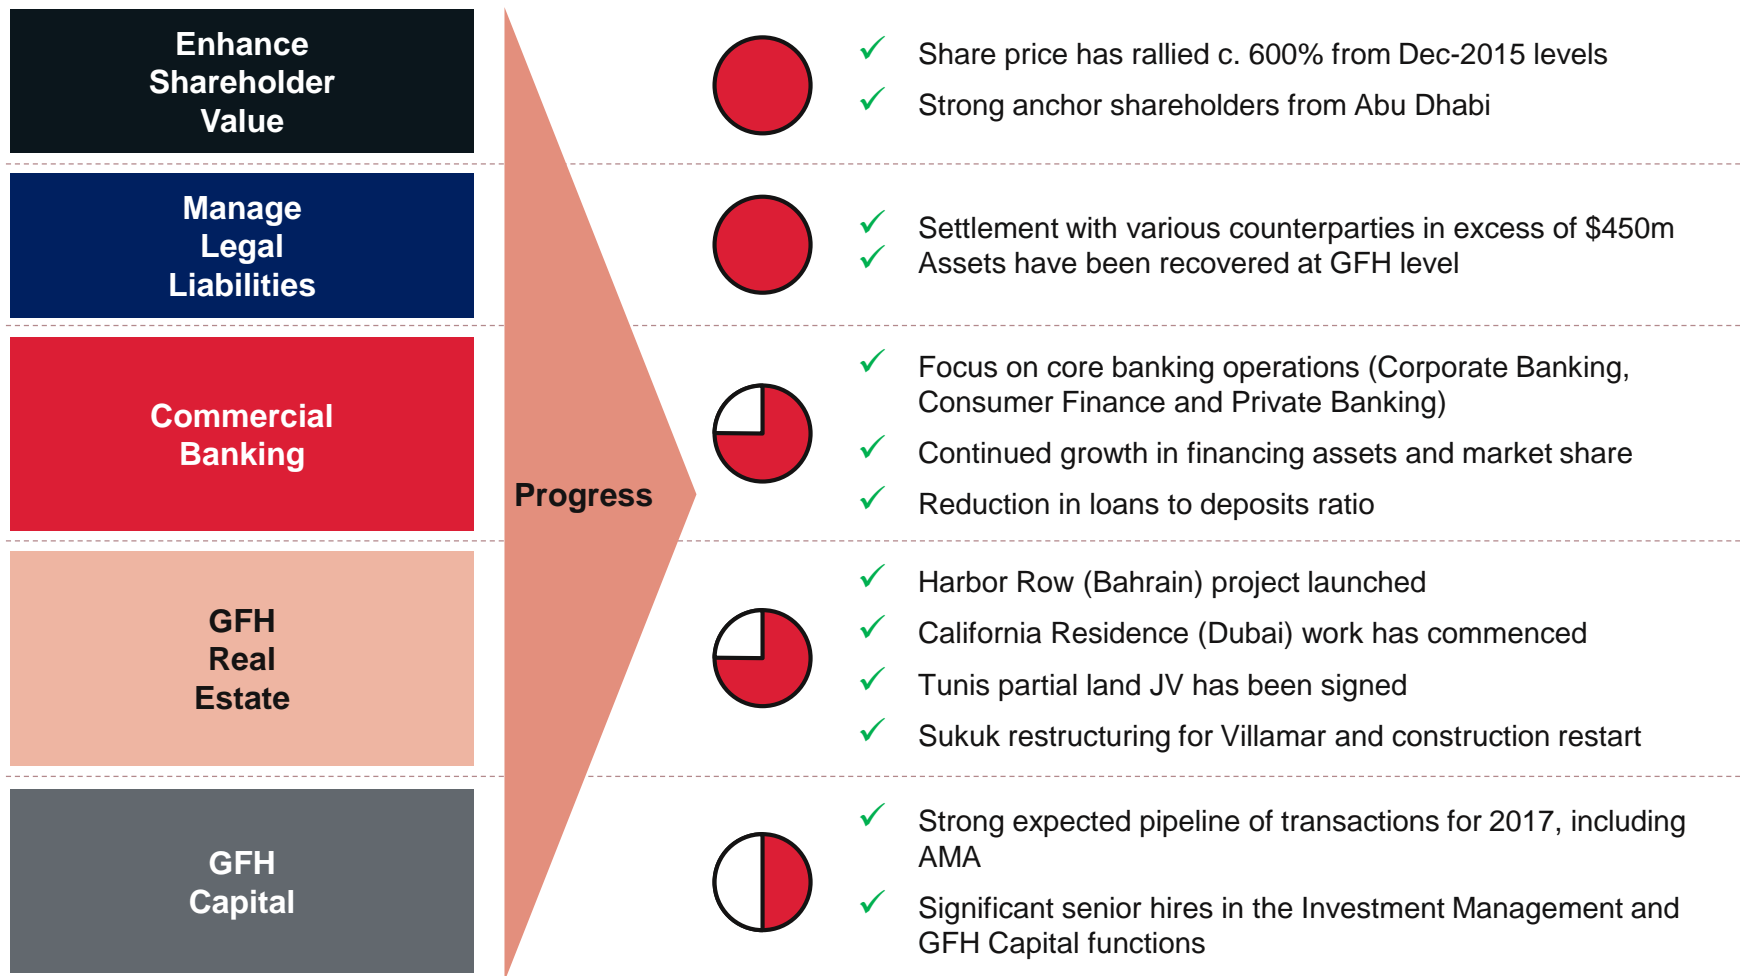 Enhance
Shareholder
Value
Share price has rallied c. 600% from Dec-2015 levels
Strong anchor shareholders from Abu Dhabi
Manage
Legal
Liabilities
Settlement with various counterparties in excess of $450m
Assets have been recovered at GFH level
Commercial
Banking
Focus on core banking operations (Corporate Banking,
Consumer Finance and Private Banking)
Continued growth in financing assets and market share
Reduction in loans to deposits ratio
Progress
GFH
Real
Estate
Harbor Row (Bahrain) project launched
California Residence (Dubai) work has commenced
Tunis partial land JV has been signed
Sukuk restructuring for Villamar and construction restart
GFH
Capital
Strong expected pipeline of transactions for 2017, including
AMA
Significant senior hires in the Investment Management and
GFH Capital functions